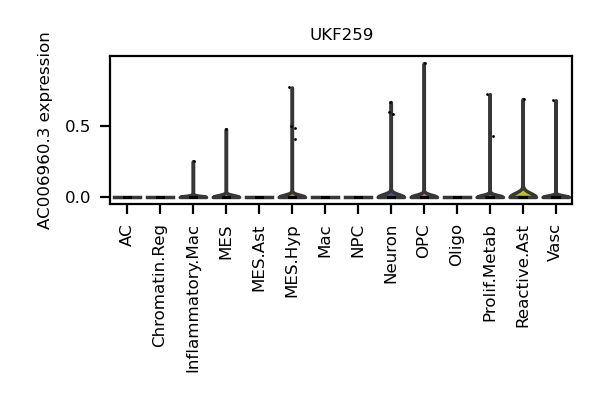 UKF259
AC006960.3 expression
0.5
0.0
AC
Chromatin.Reg
Inflammatory.Mac
MES
MES.Ast
MES.Hyp
Mac
NPC
Neuron
OPC
Oligo
Prolif.Metab
Reactive.Ast
Vasc